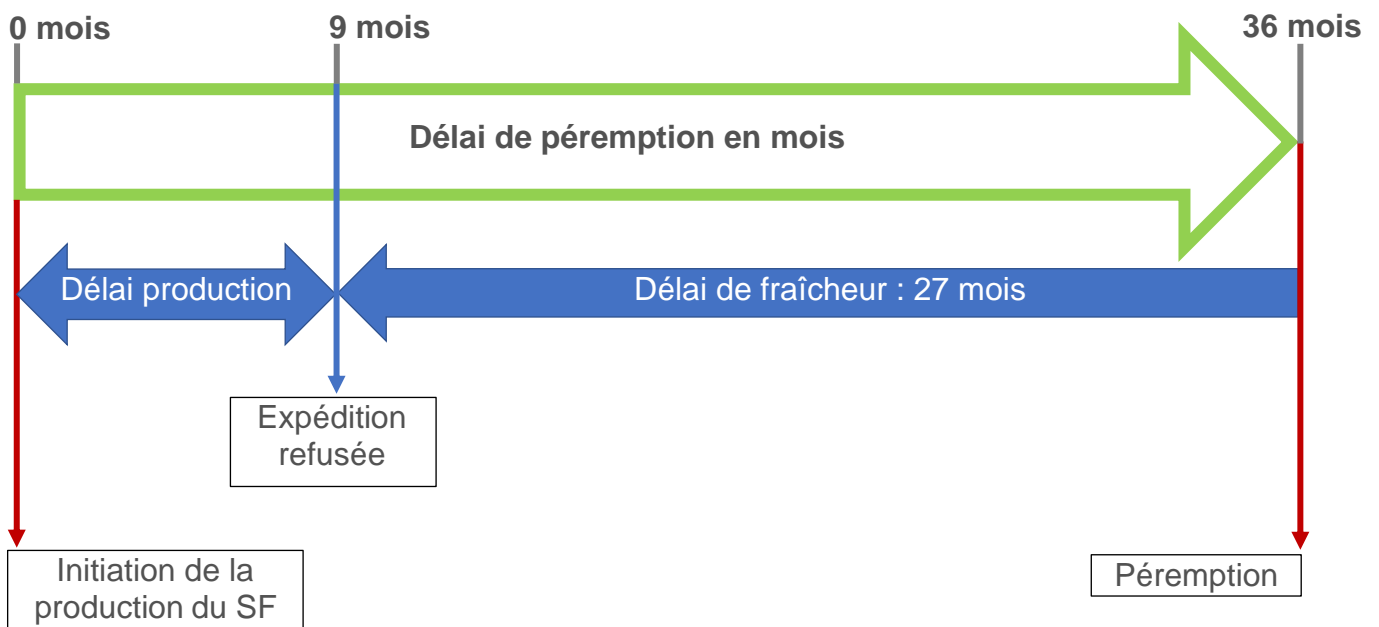 0 mois
9 mois
36 mois
Délai de péremption en mois
Délai production
Délai de fraîcheur : 27 mois
Expédition
refusée
Initiation de la
production du SF
Péremption